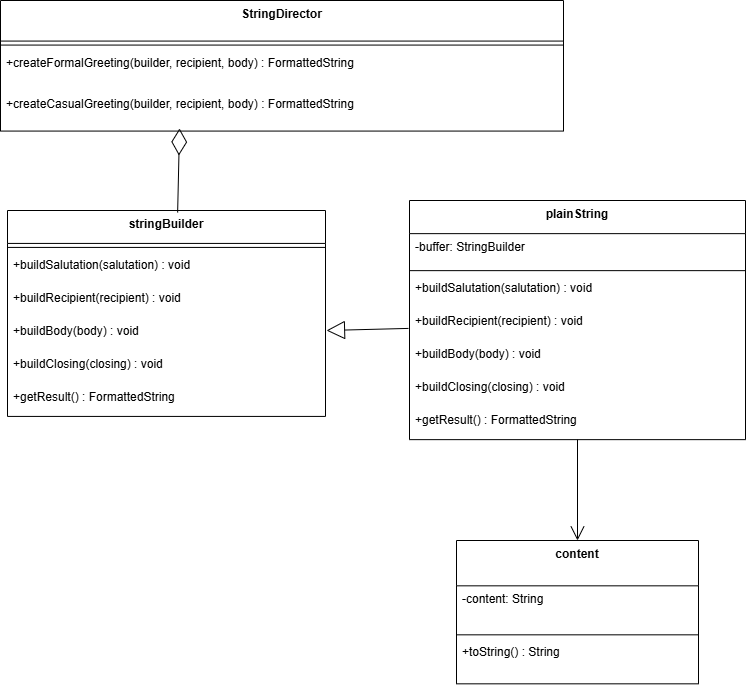 StringDirector
+createFormalGreeting(builder, recipient, body) : FormattedString
+createCasualGreeting(builder, recipient, body) : FormattedString
stringBuilder
+buildSalutation(salutation) : void
+buildRecipient(recipient) : void
+buildBody(body) : void
+buildClosing(closing) : void
+getResult() : FormattedString
plainString
-buffer: StringBuilder
+buildSalutation(salutation) : void
+buildRecipient(recipient) : void
+buildBody(body) : void
+buildClosing(closing) : void
+getResult() : FormattedString
content
-content: String
+toString() : String